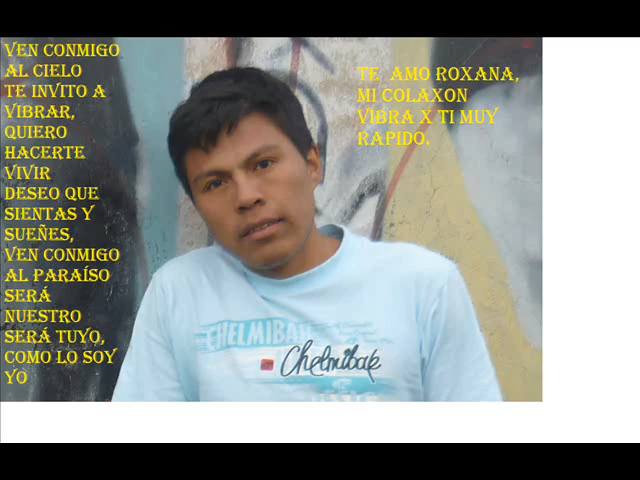 VEN CONMIGO
AL CIELO
TE INVITO A
VIBRAR,
QUIERO
HACERTE
VIVIR
DESEO QUE
SIENTAS Y
SUEÑES,
VEN CONMIGO
AL PARAÍSO
SERÁ
NUESTRO
SERÁ TUYO,
COMO LO SOY
YO
TE AMO ROXANA,
MI COLAXON
VIBRA X TI MUY
RAPIDO.
CHELMIBAK
Chelmibak